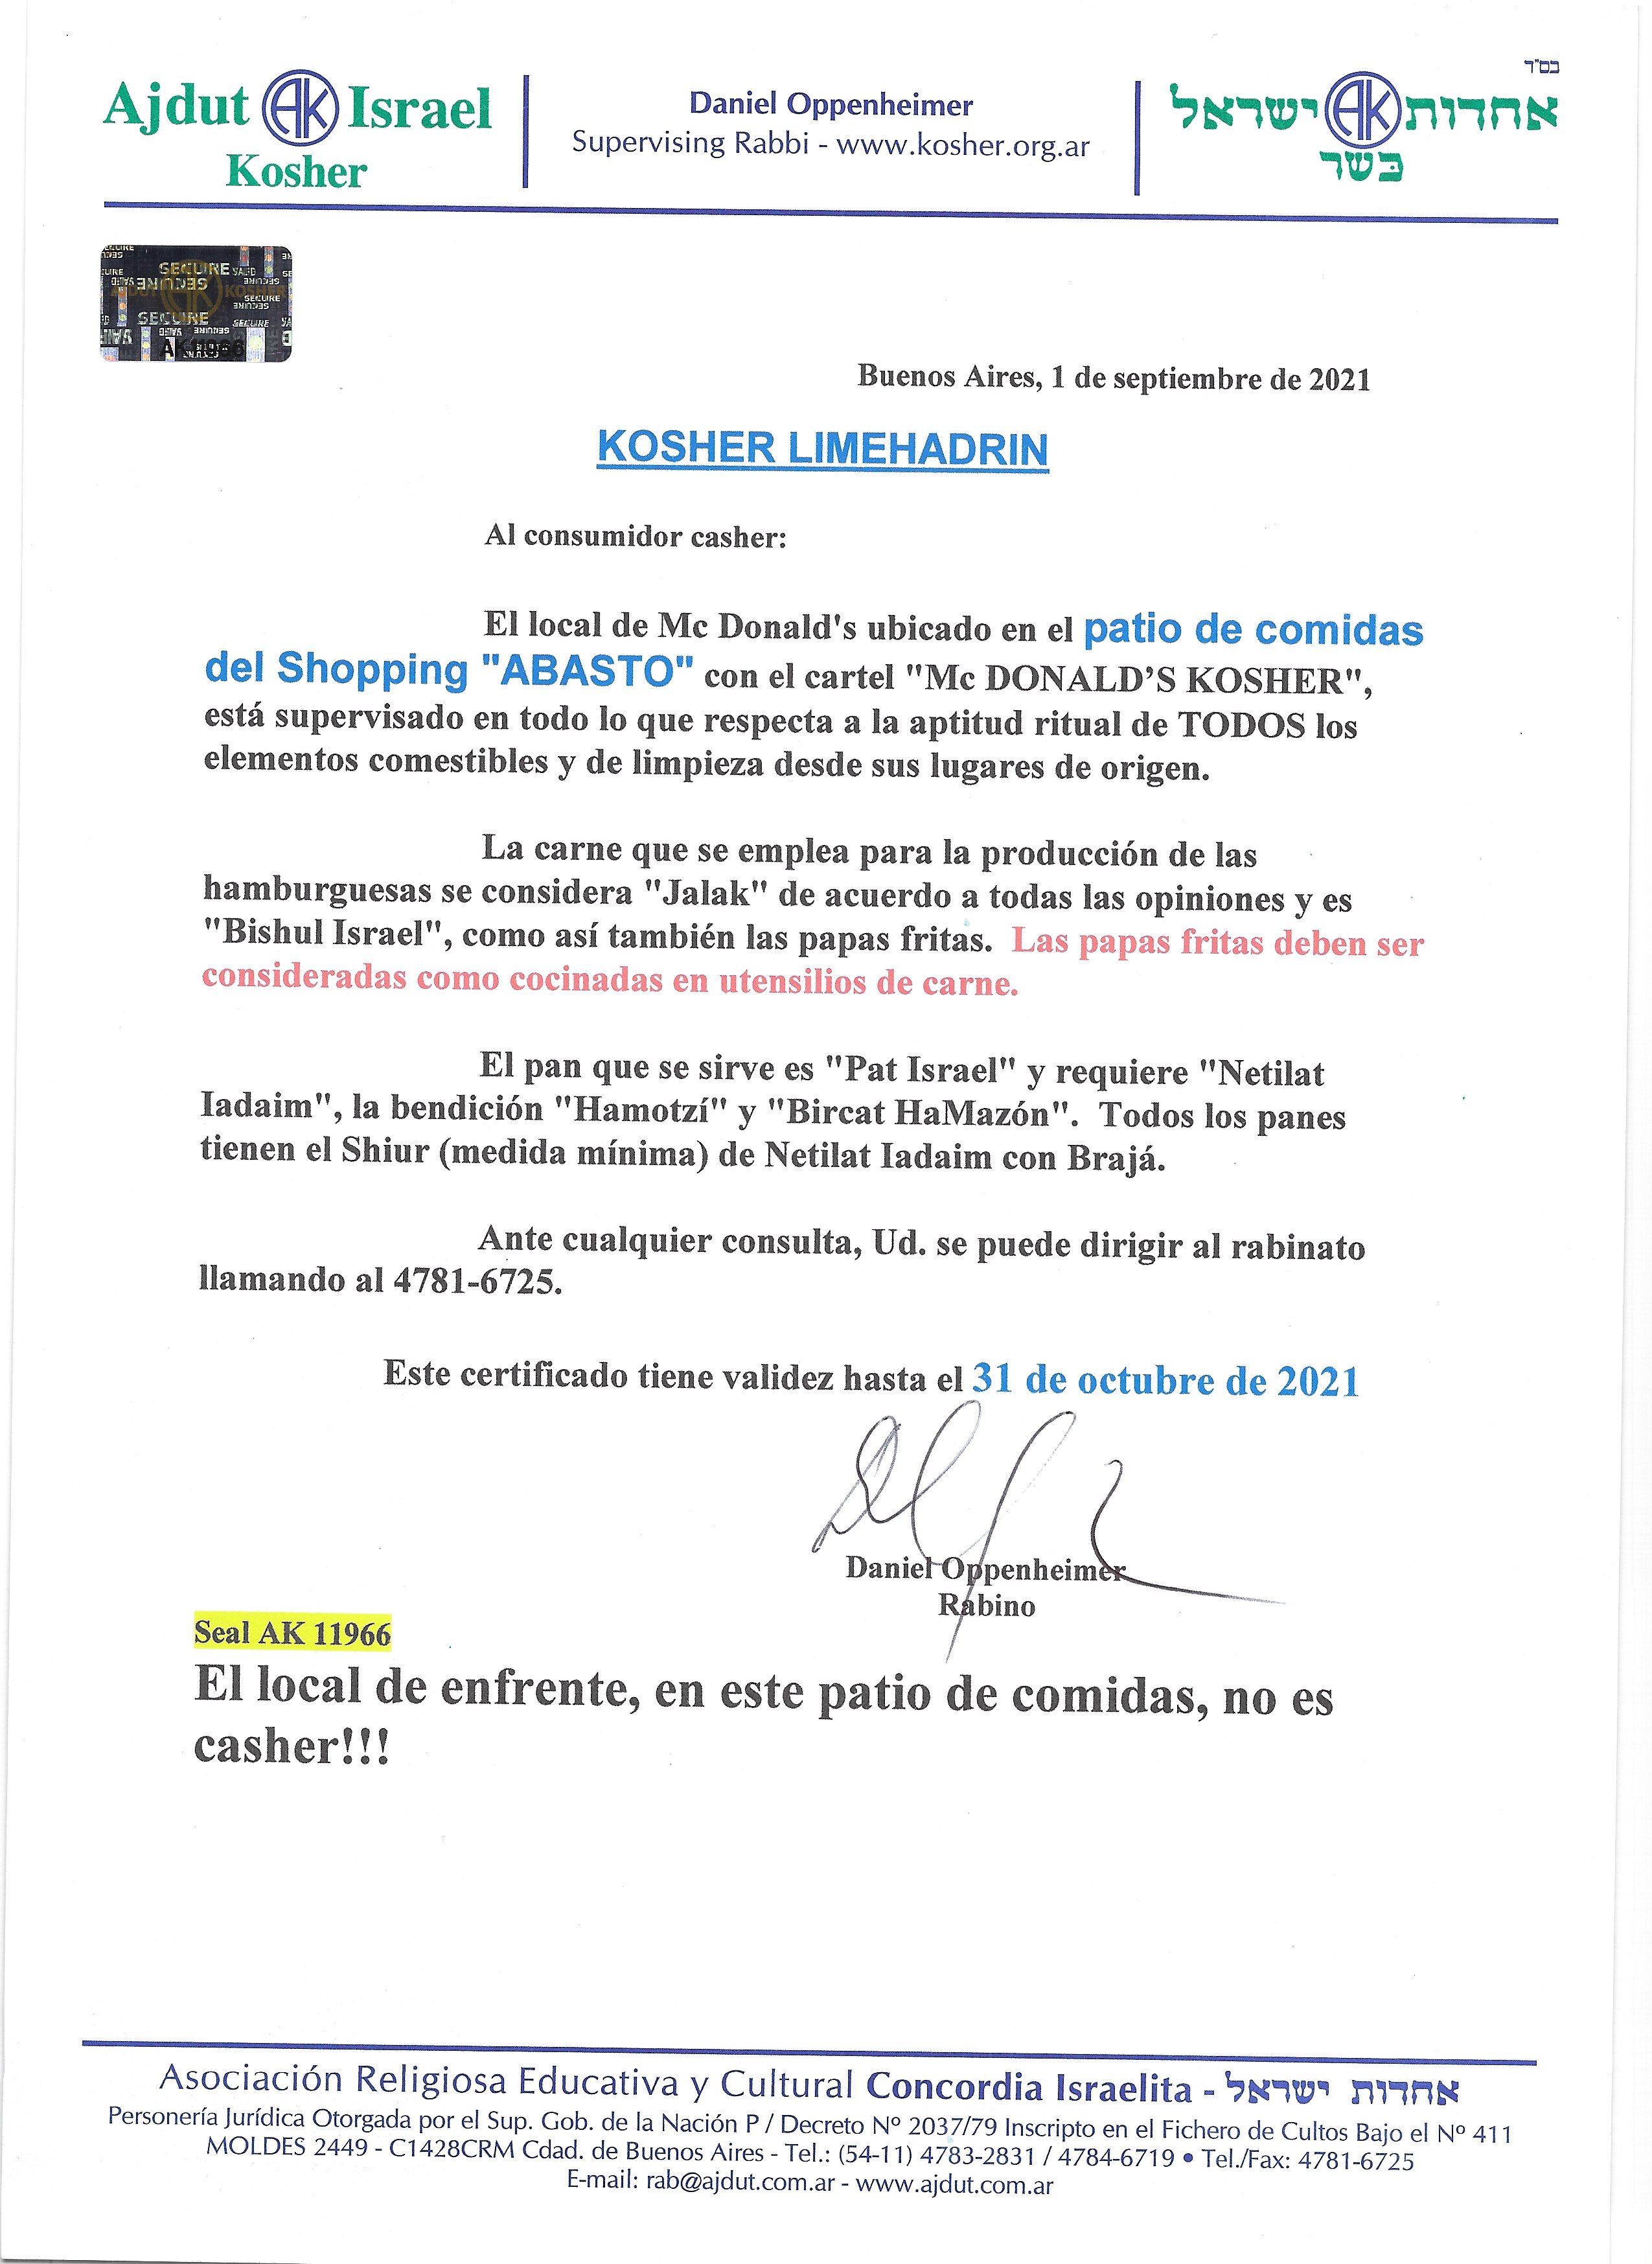 בס"ד
Ajdut AK Israel
Kosher
Daniel Oppenheimer
Supervising Rabbi - www.kosher.org.ar
אחדות AK ישראל
כשר
SECURE
SECURE
SECURE
AK 11966
Buenos Aires, 1 de septiembre de 2021
KOSHER LIMEHADRIN
Al consumidor casher:
El local de Mc Donald's ubicado en el patio de comidas
del Shopping "ABASTO" con el cartel "Mc DONALD'S KOSHER",
está supervisado en todo lo que respecta a la aptitud ritual de TODOS los
elementos comestibles y de limpieza desde sus lugares de origen.
La carne que se emplea para la producción de las
hamburguesas se considera "Jalak" de acuerdo a todas las opiniones y es
"Bishul Israel", como así también las papas fritas. Las papas fritas deben ser
consideradas como cocinadas en utensilios de carne.
El pan que se sirve es "Pat Israel" y requiere "Netilat
Iadaim", la bendición "Hamotzí" y "Bircat HaMazón". Todos los panes
tienen el Shiur (medida mínima) de Netilat Iadaim con Brajá.
Ante cualquier consulta, Ud. se puede dirigir al rabinato
llamando al 4781-6725.
Este certificado tiene validez hasta el 31 de octubre de 2021
Daniel Oppenheimer
Rabino
Seal AK 11966
El local de enfrente, en este patio de comidas, no es
casher!!!
Asociación Religiosa Educativa y Cultural Concordia Israelita - אחדות ישראל
Personería Jurídica Otorgada por el Sup. Gob. de la Nación P / Decreto Nº 2037/79 Inscripto en el Fichero de Cultos Bajo el Nº 411
MOLDES 2449 - C1428CRM Cdad. de Buenos Aires - Tel.: (54-11) 4783-2831 / 4784-6719 • Tel./Fax: 4781-6725
E-mail: rab@ajdut.com.ar - www.ajdut.com.ar